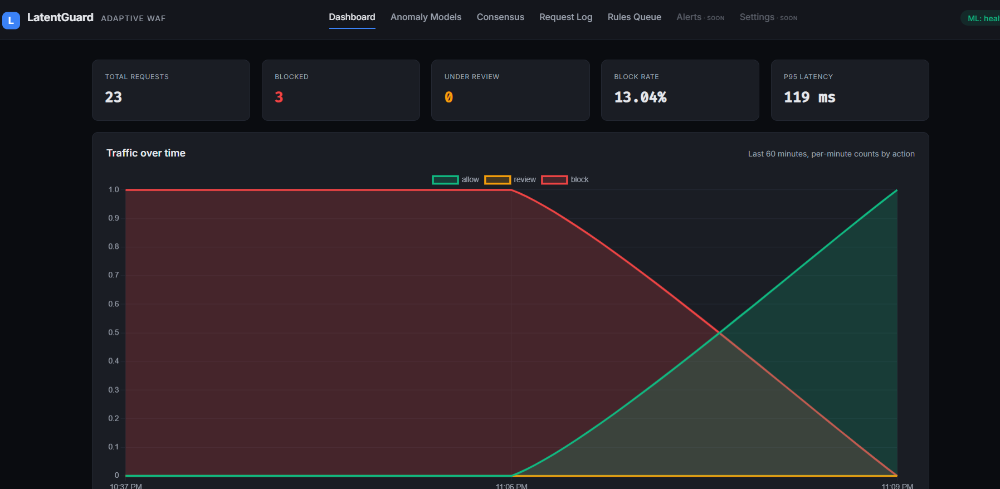 L LatentGuard ADAPTIVE WAF Dashboard Anomaly Models Consensus Request Log Rules Queue Alerts · SOON Settings · SOON ML: heal
TOTAL REQUESTS BLOCKED UNDER REVIEW BLOCK RATE P95 LATENCY
23 3 0 13.04% 119 ms
Traffic over time Last 60 minutes, per-minute counts by action
allow review block
1.0
0.9
0.8
0.7
0.6
0.5
0.4
0.3
0.2
0.1
0
10:37 PM 11:06 PM 11:09 PM